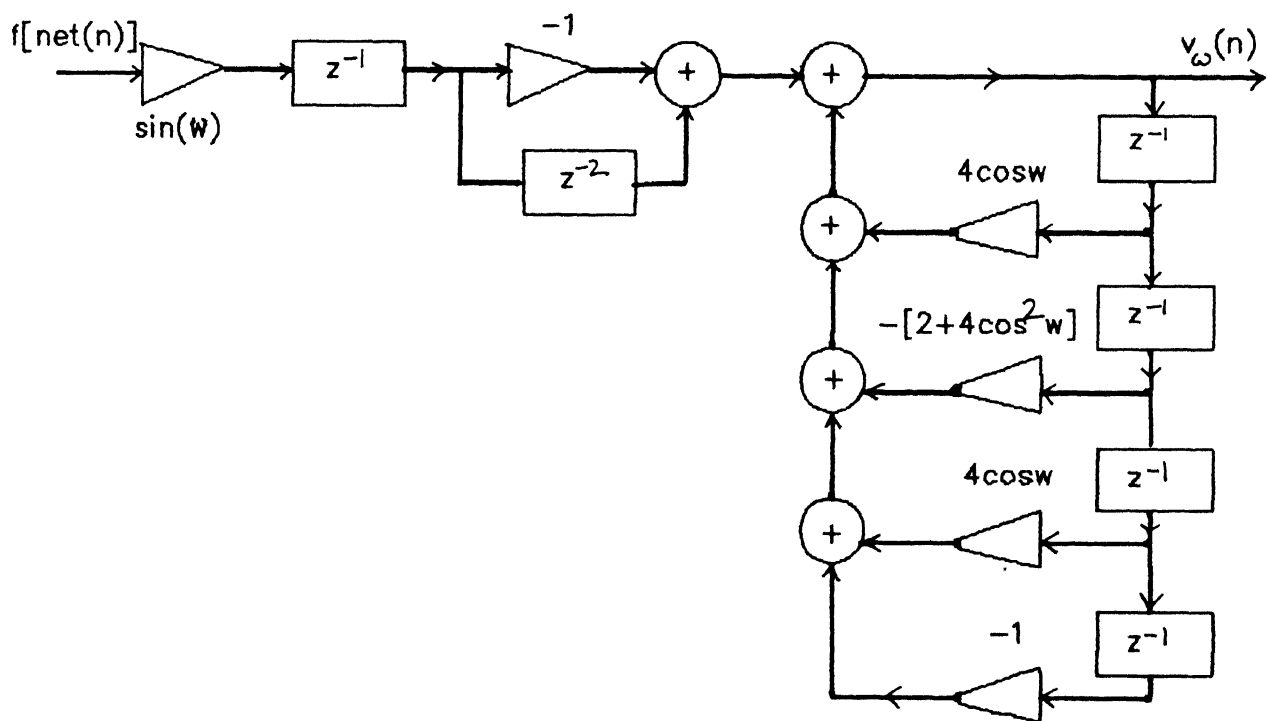 f[net(n)]
-1
v_ω(n)
z⁻¹
+
+
sin(W)
z⁻²
z⁻¹
4cosw
+
z⁻¹
-[2+4cos²w]
+
z⁻¹
4cosw
+
z⁻¹
-1